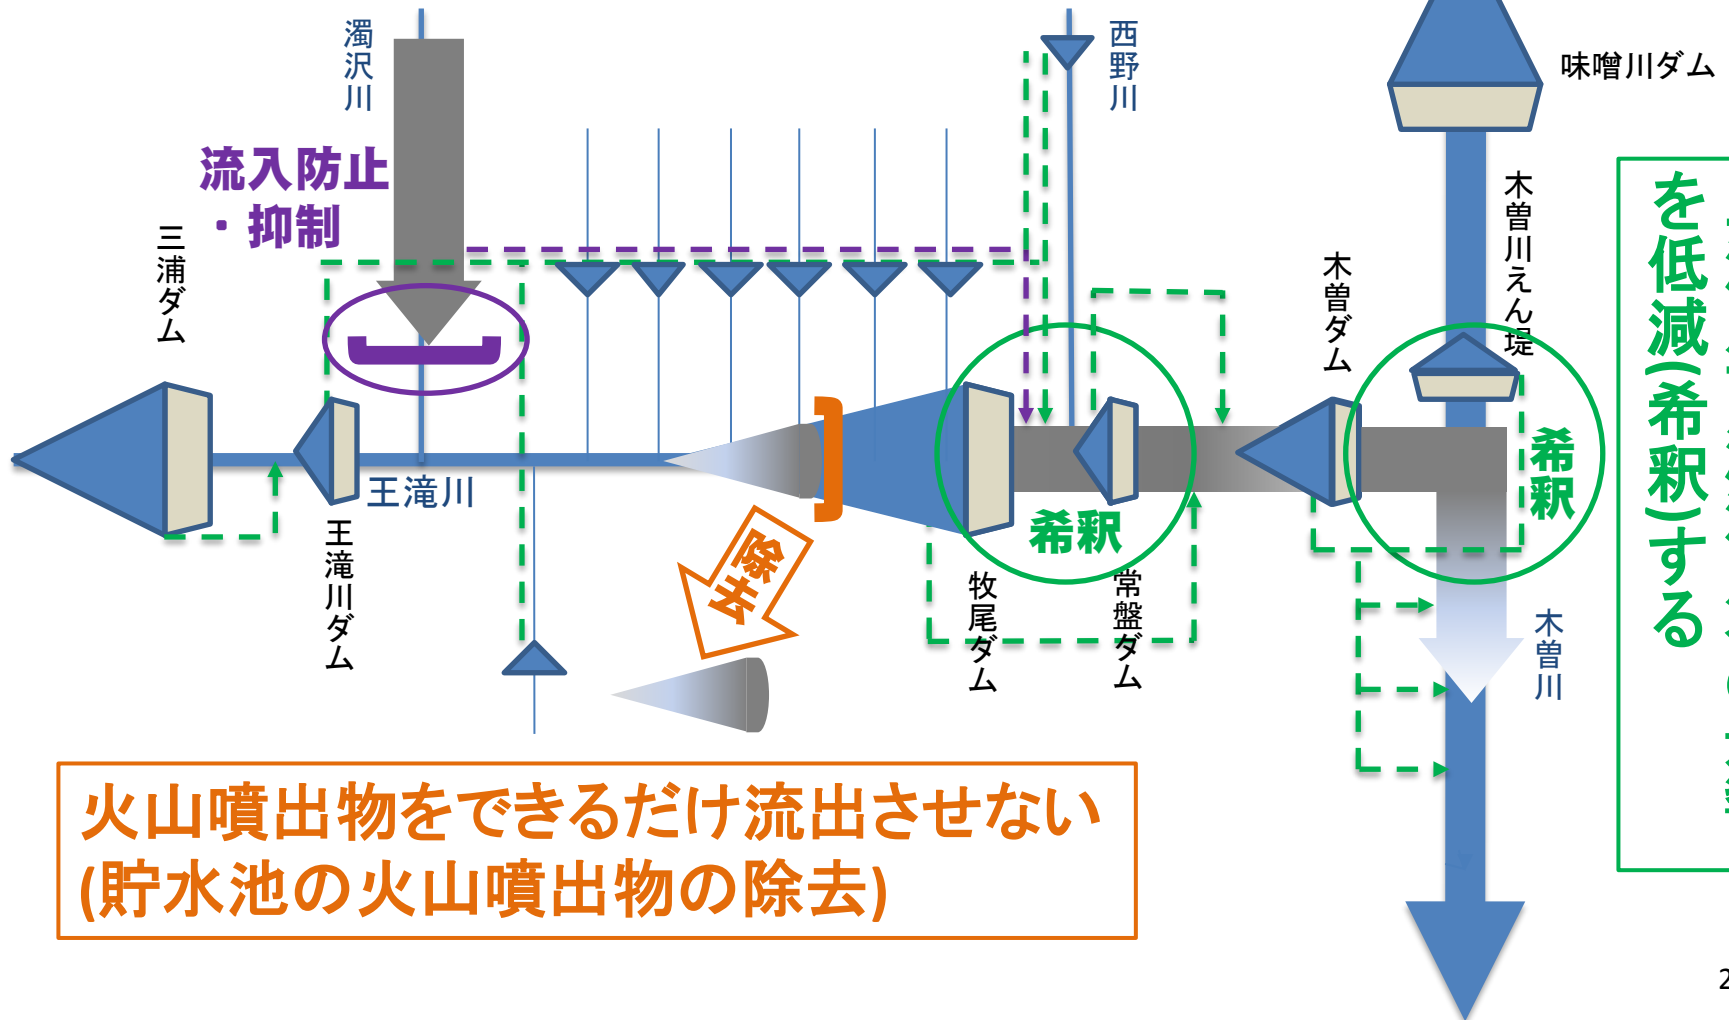 濁沢川
西野川
味噌川ダム
流入防止
・抑制
三浦ダム
木曽川えん堤
木曽ダム
を低減(希釈)する
王滝川
王滝川ダム
除去
希釈
希釈
牧尾ダム
常盤ダム
木曽川
火山噴出物をできるだけ流出させない
(貯水池の火山噴出物の除去)
2